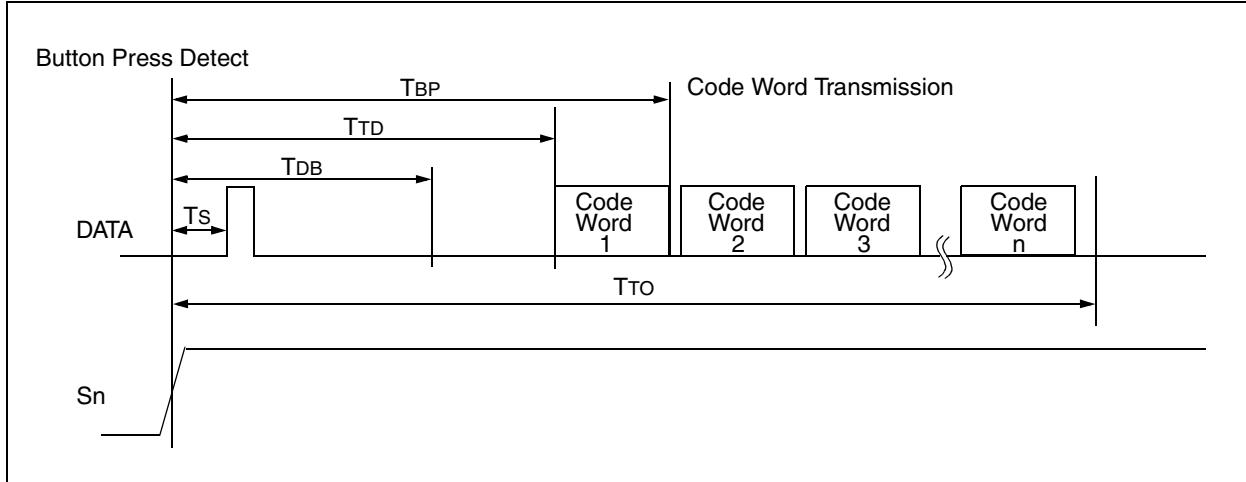 Button Press Detect
TBP
Code Word Transmission
TTD
TDB
TS
DATA
Code
Word
1
Code
Word
2
Code
Word
3
Code
Word
n
TTO
Sn